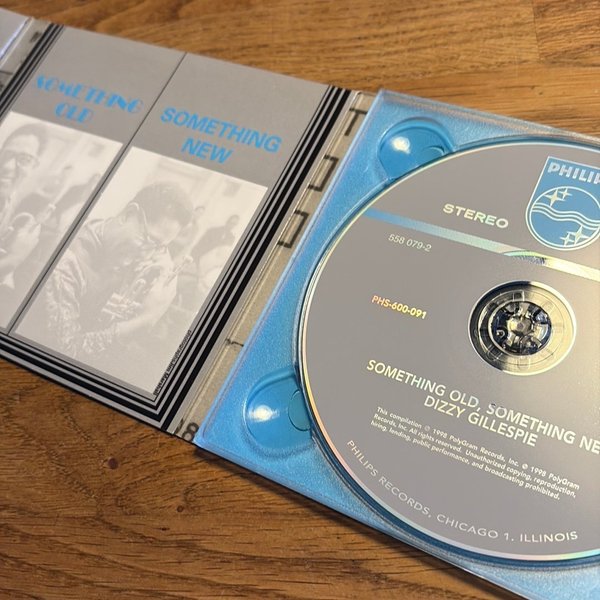 SOMETHING
OLD
SOMETHING
NEW
PHILIPS
STEREO
558 079-2
PHS-600-091
SOMETHING OLD, SOMETHING NE
DIZZY GILLESPIE
This compilation ℗ 1998 PolyGram Records, Inc. © 1998 PolyGram
Records, Inc. All rights reserved. Unauthorized copying, reproduction,
hiring, lending, public performance, and broadcasting prohibited.
PHILIPS RECORDS, CHICAGO 1, ILLINOIS